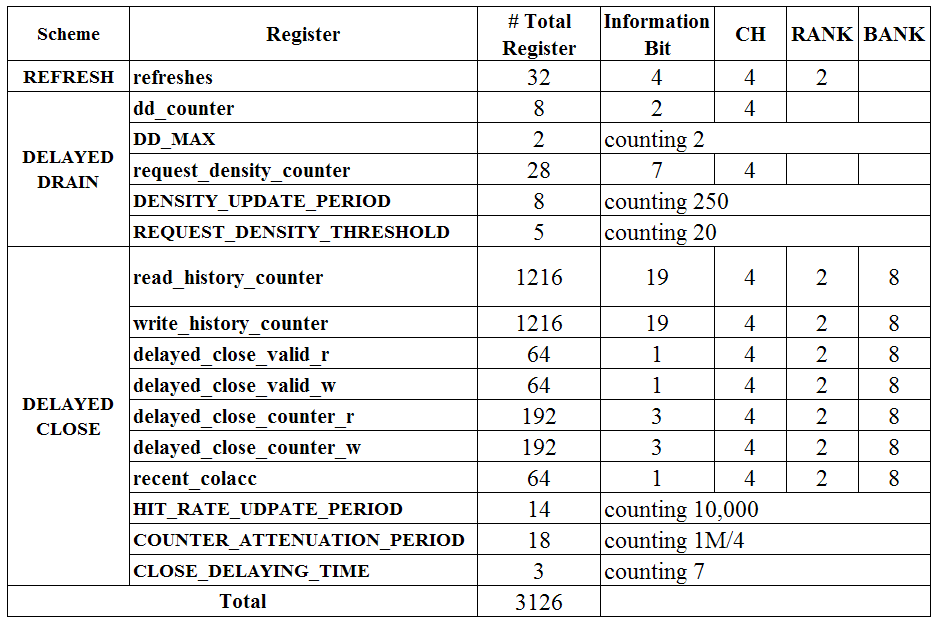 Scheme Register # Total Register Information Bit CH RANK BANK
REFRESH refreshes 32 4 4 2
DELAYED DRAIN dd_counter 8 2 4
DD_MAX 2 counting 2
request_density_counter 28 7 4
DENSITY_UPDATE_PERIOD 8 counting 250
REQUEST_DENSITY_THRESHOLD 5 counting 20
DELAYED CLOSE read_history_counter 1216 19 4 2 8
write_history_counter 1216 19 4 2 8
delayed_close_valid_r 64 1 4 2 8
delayed_close_valid_w 64 1 4 2 8
delayed_close_counter_r 192 3 4 2 8
delayed_close_counter_w 192 3 4 2 8
recent_colacc 64 1 4 2 8
HIT_RATE_UDPATE_PERIOD 14 counting 10,000
COUNTER_ATTENUATION_PERIOD 18 counting 1M/4
CLOSE_DELAYING_TIME 3 counting 7
Total 3126